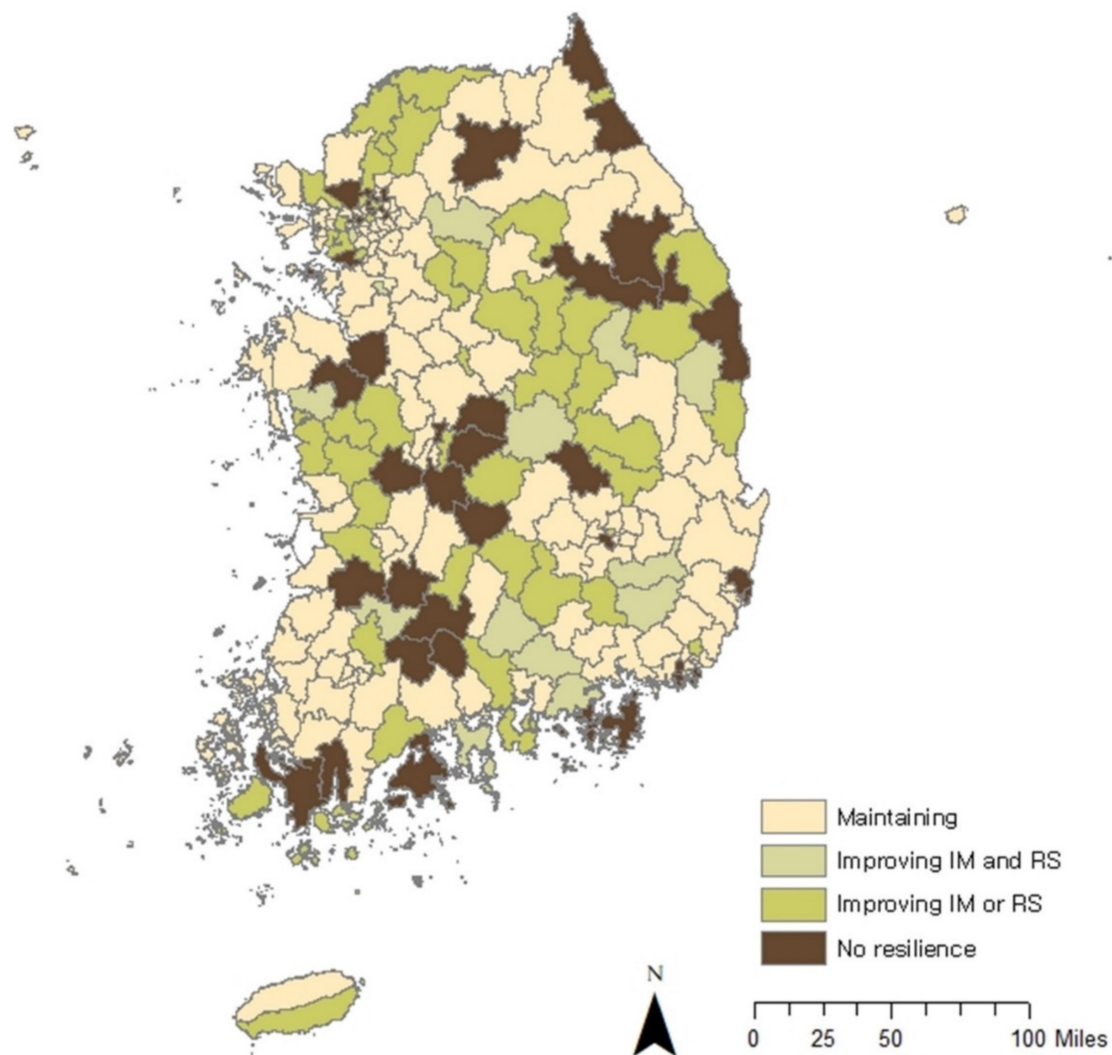 Maintaining
Improving IM and RS
Improving IM or RS
No resilience
N
0 25 50 100 Miles